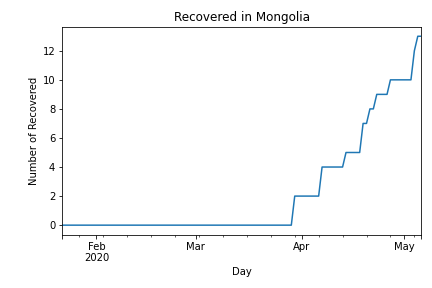 Recovered in Mongolia
Number of Recovered
12
10
8
6
4
2
0
Feb
2020
Mar
Apr
May
Day